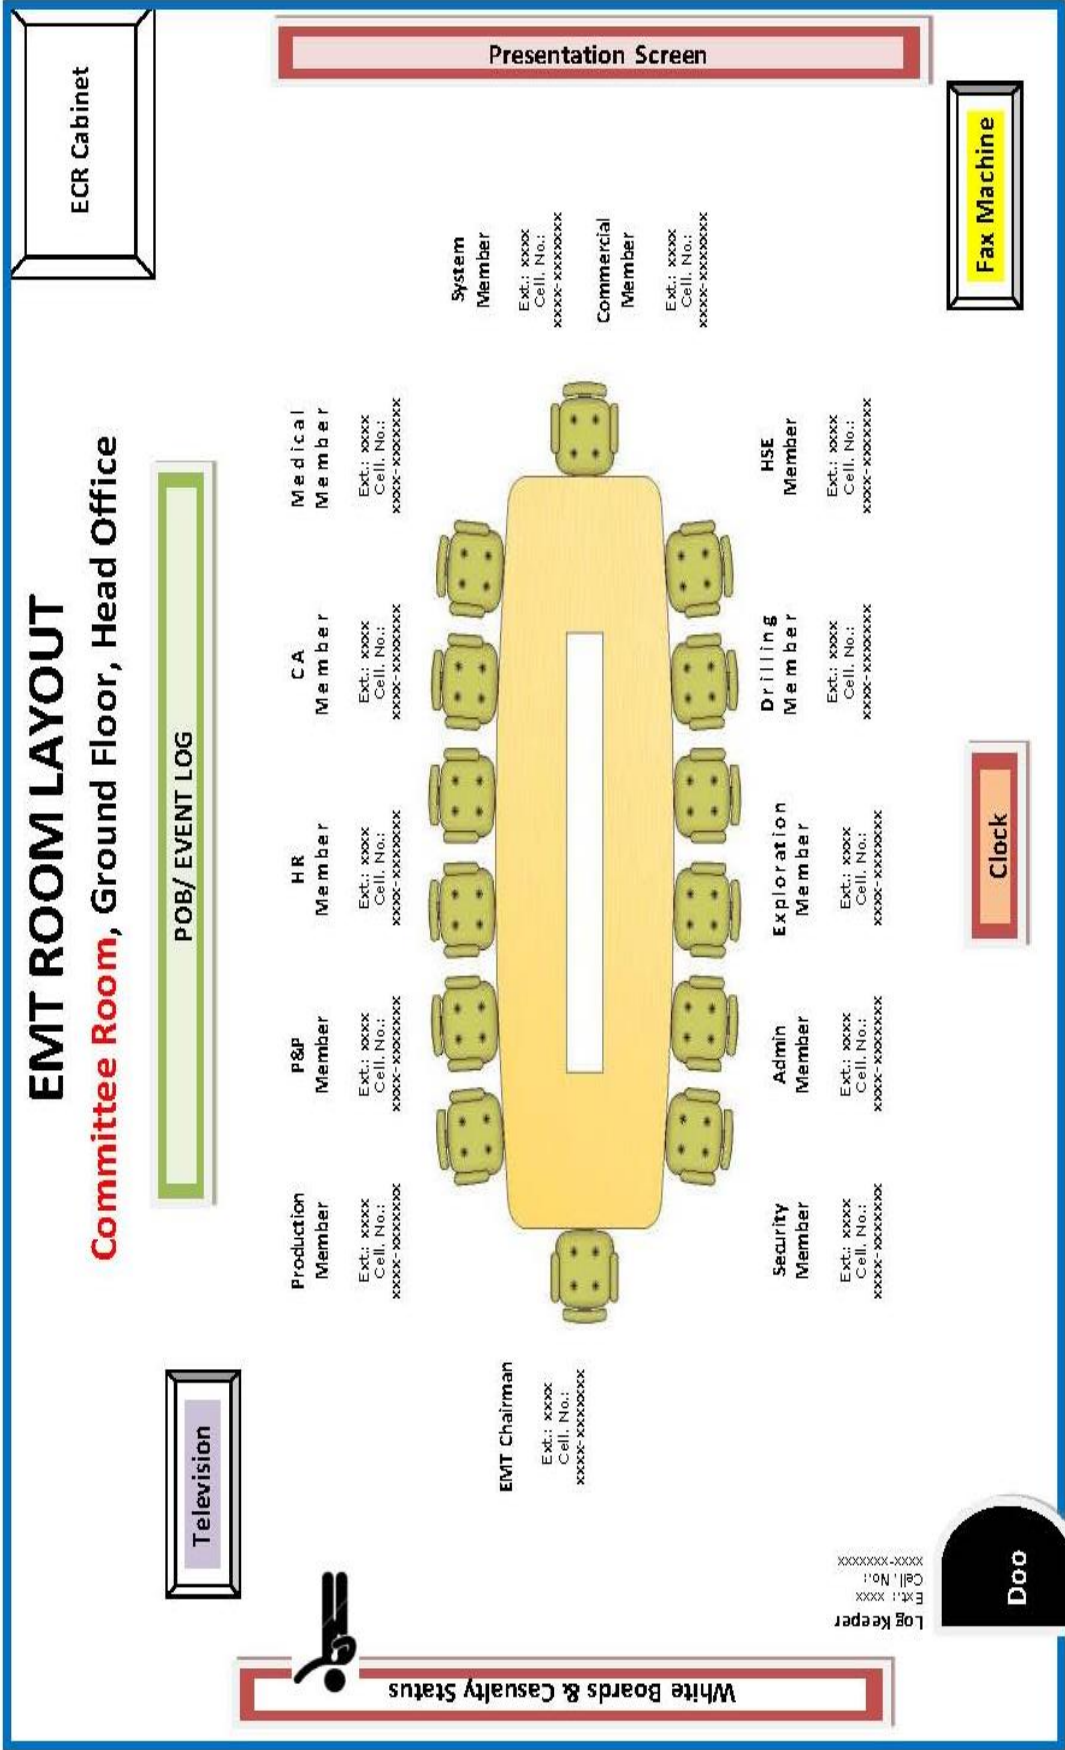 EMT ROOM LAYOUT
Committee Room, Ground Floor, Head Office
ECR Cabinet
POB/ EVENT LOG
Television
Presentation Screen
Production
Member
Ext.: xxxx
Cell. No.:
xxxx-xxxxxxx
P&P
Member
Ext.: xxxx
Cell. No.:
xxxx-xxxxxxx
HR
Member
Ext.: xxxx
Cell. No.:
xxxx-xxxxxxx
CA
Member
Ext.: xxxx
Cell. No.:
xxxx-xxxxxxx
Medical
Member
Ext.: xxxx
Cell. No.:
xxxx-xxxxxxx
System
Member
Ext.: xxxx
Cell. No.:
xxxx-xxxxxxx
Commercial
Member
Ext.: xxxx
Cell. No.:
xxxx-xxxxxxx
EMT Chairman
Ext.: xxxx
Cell. No.:
xxxx-xxxxxxx
Security
Member
Ext.: xxxx
Cell. No.:
xxxx-xxxxxxx
Admin
Member
Ext.: xxxx
Cell. No.:
xxxx-xxxxxxx
Exploration
Member
Ext.: xxxx
Cell. No.:
xxxx-xxxxxxx
Drilling
Member
Ext.: xxxx
Cell. No.:
xxxx-xxxxxxx
HSE
Member
Ext.: xxxx
Cell. No.:
xxxx-xxxxxxx
White Boards & Casualty Status
Log Keeper
Ext.: xxxx
Cell. No.:
xxxx-xxxxxxx
Doo
Clock
Fax Machine